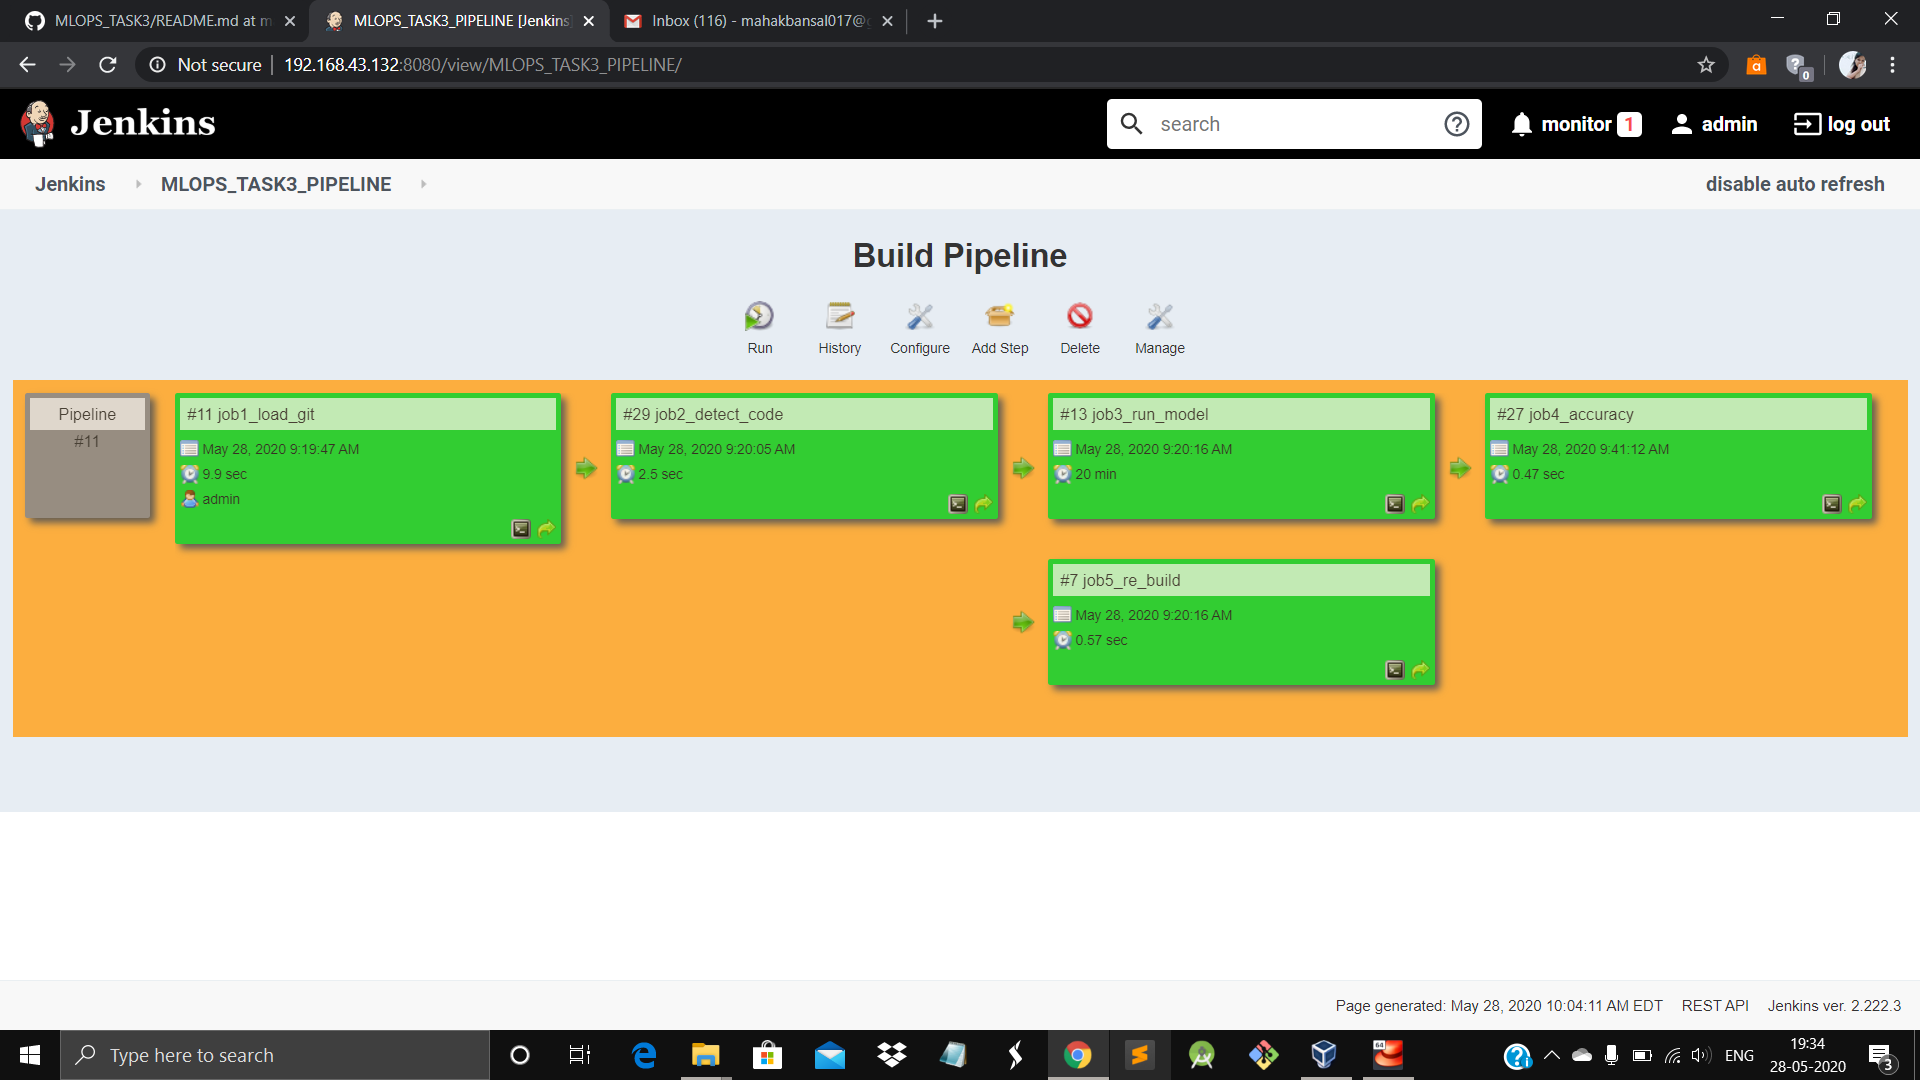 MLOPS_TASK3/README.md at m
MLOPS_TASK3_PIPELINE [Jenkins
Inbox (116) - mahakbansal017@
Not secure
192.168.43.132:8080/view/MLOPS_TASK3_PIPELINE/
0
Jenkins
search
monitor 1
admin
log out
Jenkins
MLOPS_TASK3_PIPELINE
disable auto refresh
Build Pipeline
Run
History
Configure
Add Step
Delete
Manage
Pipeline
#11
#11 job1_load_git
May 28, 2020 9:19:47 AM
9.9 sec
admin
#29 job2_detect_code
May 28, 2020 9:20:05 AM
2.5 sec
#13 job3_run_model
May 28, 2020 9:20:16 AM
20 min
#27 job4_accuracy
May 28, 2020 9:41:12 AM
0.47 sec
#7 job5_re_build
May 28, 2020 9:20:16 AM
0.57 sec
Page generated: May 28, 2020 10:04:11 AM EDT
REST API
Jenkins ver. 2.222.3
Type here to search
64
ENG
19:34
28-05-2020
3